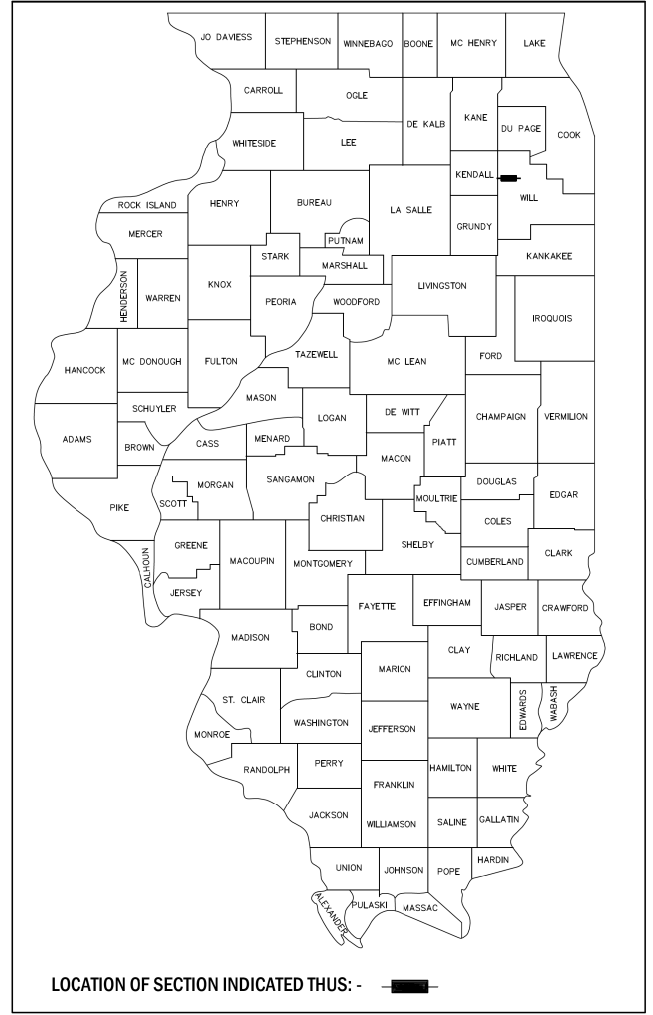 JO DAVIESS
STEPHENSON
WINNEBAGO
BOONE
MC HENRY
LAKE
CARROLL
OGLE
DE KALB
KANE
DU PAGE
COOK
WHITESIDE
LEE
KENDALL
WILL
ROCK ISLAND
HENRY
BUREAU
LA SALLE
GRUNDY
MERCER
PUTNAM
STARK
MARSHALL
KANKAKEE
HENDERSON
WARREN
KNOX
PEORIA
WOODFORD
LIVINGSTON
IROQUOIS
HANCOCK
MC DONOUGH
FULTON
TAZEWELL
MC LEAN
FORD
MASON
SCHUYLER
LOGAN
DE WITT
CHAMPAIGN
VERMILION
ADAMS
BROWN
CASS
MENARD
PIATT
MACON
PIKE
SCOTT
MORGAN
SANGAMON
MOULTRIE
DOUGLAS
EDGAR
CHRISTIAN
COLES
CALHOUN
GREENE
MACOUPIN
MONTGOMERY
SHELBY
CUMBERLAND
CLARK
JERSEY
FAYETTE
EFFINGHAM
JASPER
CRAWFORD
MADISON
BOND
CLAY
RICHLAND
LAWRENCE
CLINTON
MARION
ST. CLAIR
WAYNE
EDWARDS
WABASH
MONROE
WASHINGTON
JEFFERSON
RANDOLPH
PERRY
HAMILTON
WHITE
FRANKLIN
JACKSON
WILLIAMSON
SALINE
GALLATIN
UNION
JOHNSON
POPE
HARDIN
ALEXANDER
PULASKI
MASSAC
LOCATION OF SECTION INDICATED THUS: -